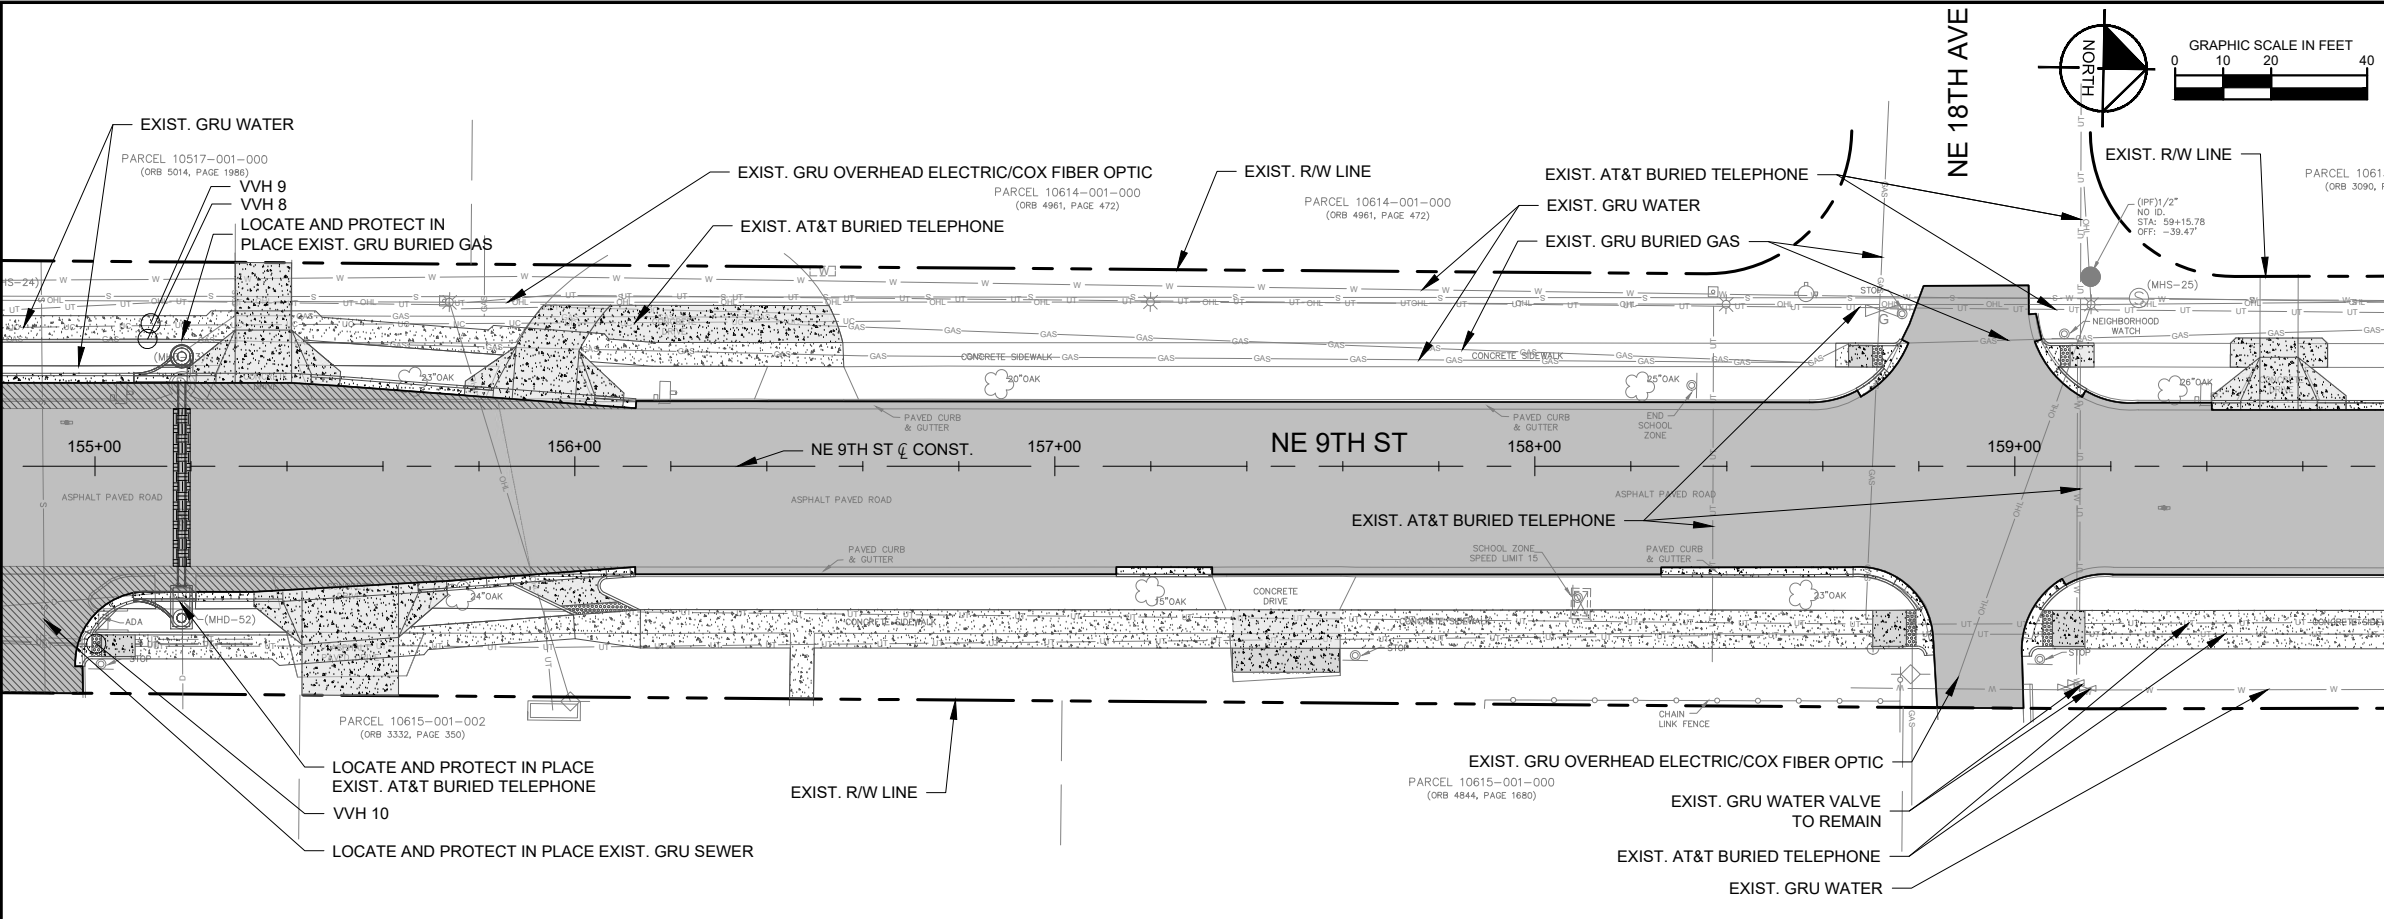 NE 18TH AVE
NORTH
GRAPHIC SCALE IN FEET
0 10 20 40
EXIST. GRU WATER
PARCEL 10517-001-000
(ORB 5014, PAGE 1986)
VVH 9
VVH 8
LOCATE AND PROTECT IN
PLACE EXIST. GRU BURIED GAS
EXIST. GRU OVERHEAD ELECTRIC/COX FIBER OPTIC
PARCEL 10614-001-000
(ORB 4961, PAGE 472)
EXIST. AT&T BURIED TELEPHONE
EXIST. R/W LINE
PARCEL 10614-001-000
(ORB 4961, PAGE 472)
EXIST. AT&T BURIED TELEPHONE
EXIST. GRU WATER
EXIST. GRU BURIED GAS
EXIST. R/W LINE
(IPF)1/2"
NO ID.
STA: 59+15.78
OFF: -39.47'
(MHS-25)
STOP
G
NEIGHBORHOOD
WATCH
CONCRETE SIDEWALK
CONCRETE SIDEWALK
23"OAK
20"OAK
25"OAK
26"OAK
PAVED CURB
& GUTTER
PAVED CURB
& GUTTER
END
SCHOOL
ZONE
155+00
156+00
157+00
158+00
159+00
NE 9TH ST ℄ CONST.
NE 9TH ST
ASPHALT PAVED ROAD
ASPHALT PAVED ROAD
ASPHALT PAVED ROAD
EXIST. AT&T BURIED TELEPHONE
PAVED CURB
& GUTTER
SCHOOL ZONE
SPEED LIMIT 15
PAVED CURB
& GUTTER
24"OAK
15"OAK
CONCRETE
DRIVE
23"OAK
ADA
(MHD-52)
STOP
CONCRETE SIDEWALK
CONCRETE SIDEWALK
STOP
STOP
CHAIN
LINK FENCE
PARCEL 10615-001-002
(ORB 3332, PAGE 350)
LOCATE AND PROTECT IN PLACE
EXIST. AT&T BURIED TELEPHONE
VVH 10
LOCATE AND PROTECT IN PLACE EXIST. GRU SEWER
EXIST. R/W LINE
EXIST. GRU OVERHEAD ELECTRIC/COX FIBER OPTIC
PARCEL 10615-001-000
(ORB 4844, PAGE 1680)
EXIST. GRU WATER VALVE
TO REMAIN
EXIST. AT&T BURIED TELEPHONE
EXIST. GRU WATER